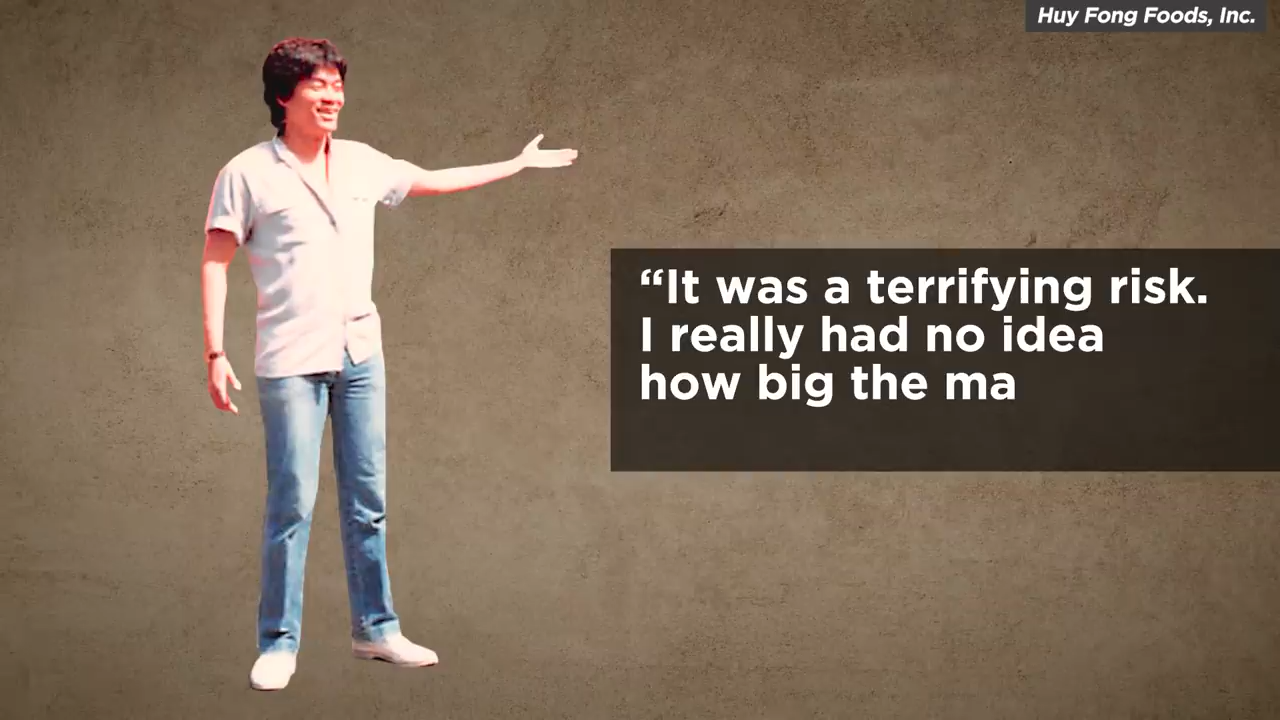 Huy Fong Foods, Inc.
“It was a terrifying risk.
I really had no idea
how big the ma